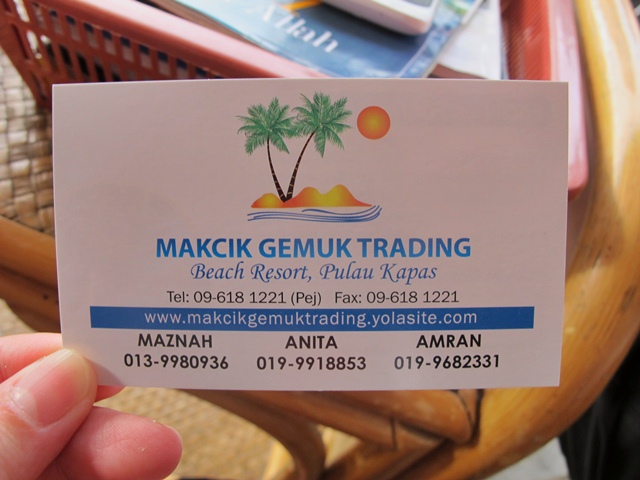 Allah
MAKCIK GEMUK TRADING
Beach Resort, Pulau Kapas
Tel: 09-618 1221 (Pej) Fax: 09-618 1221
www.makcikgemuktrading.yolasite.com
MAZNAH ANITA AMRAN
013-9980936 019-9918853 019-9682331